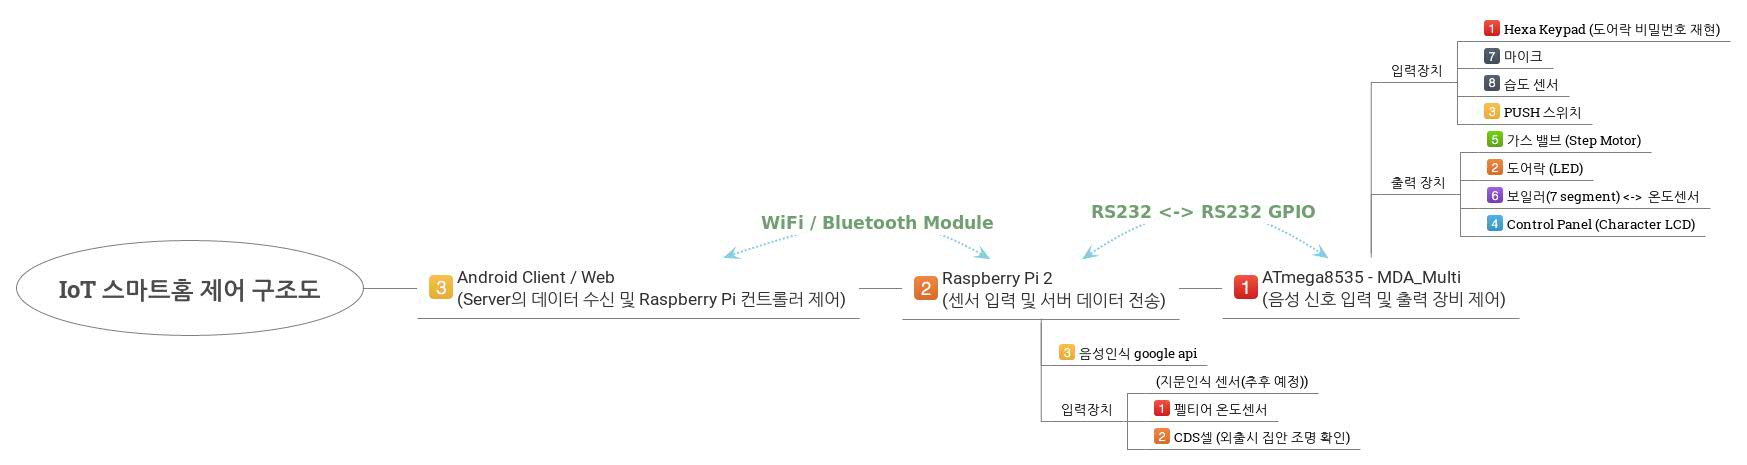 1 Hexa Keypad (도어락 비밀번호 재현)
7 마이크
입력장치
8 습도 센서
3 PUSH 스위치
5 가스 밸브 (Step Motor)
2 도어락 (LED)
출력 장치
6 보일러(7 segment) <-> 온도센서
4 Control Panel (Character LCD)
WiFi / Bluetooth Module
RS232 <-> RS232 GPIO
IoT 스마트홈 제어 구조도
3 Android Client / Web
(Server의 데이터 수신 및 Raspberry Pi 컨트롤러 제어)
2 Raspberry Pi 2
(센서 입력 및 서버 데이터 전송)
1 ATmega8535 - MDA_Multi
(음성 신호 입력 및 출력 장비 제어)
3 음성인식 google api
(지문인식 센서(추후 예정))
입력장치
1 펠티어 온도센서
2 CDS셀 (외출시 집안 조명 확인)